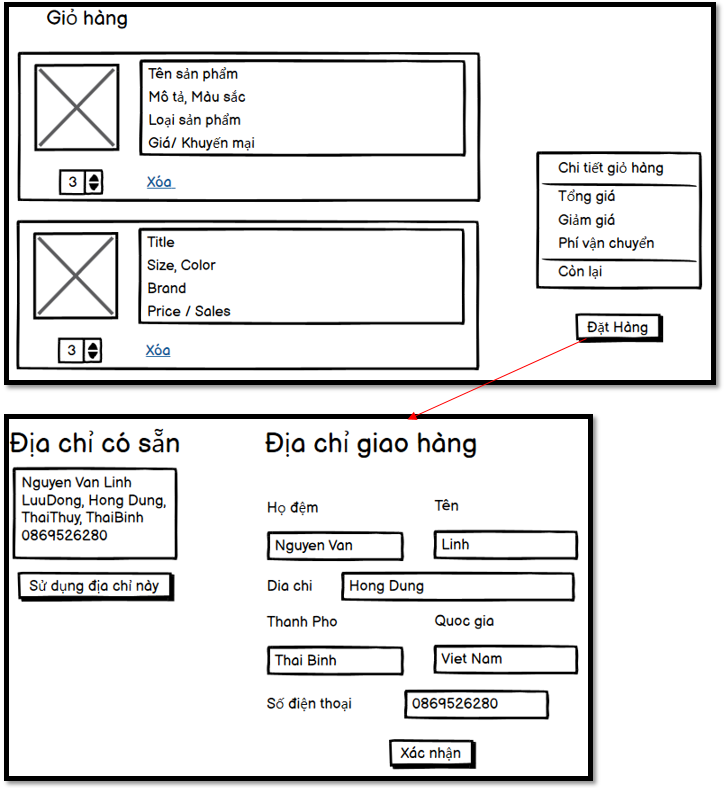 Giỏ hàng
Tên sản phẩm
Mô tả, Màu sắc
Loại sản phẩm
Giá/ Khuyến mại
3
Xóa
Title
Size, Color
Brand
Price / Sales
3
Xóa
Chi tiết giỏ hàng
Tổng giá
Giảm giá
Phí vận chuyển
Còn lại
Đặt Hàng
Địa chỉ có sẵn
Nguyen Van Linh
LuuDong, Hong Dung,
ThaiThuy, ThaiBinh
0869526280
Sử dụng địa chỉ này
Địa chỉ giao hàng
Họ đệm
Tên
Nguyen Van
Linh
Dia chi
Hong Dung
Thanh Pho
Quoc gia
Thai Binh
Viet Nam
Số điện thoại
0869526280
Xác nhận